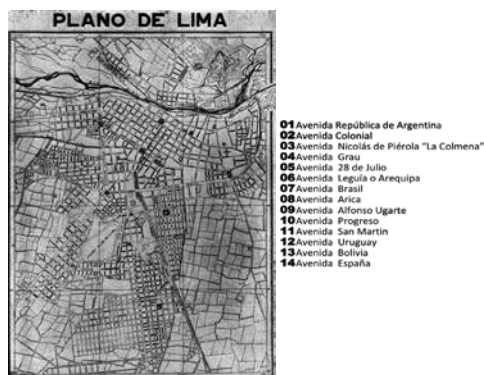 PLANO DE LIMA
01 Avenida República de Argentina
02 Avenida Colonial
03 Avenida Nicolás de Piérola "La Colmena"
04 Avenida Grau
05 Avenida 28 de Julio
06 Avenida Leguía o Arequipa
07 Avenida Brasil
08 Avenida Arica
09 Avenida Alfonso Ugarte
10 Avenida Progreso
11 Avenida San Martin
12 Avenida Uruguay
13 Avenida Bolivia
14 Avenida España